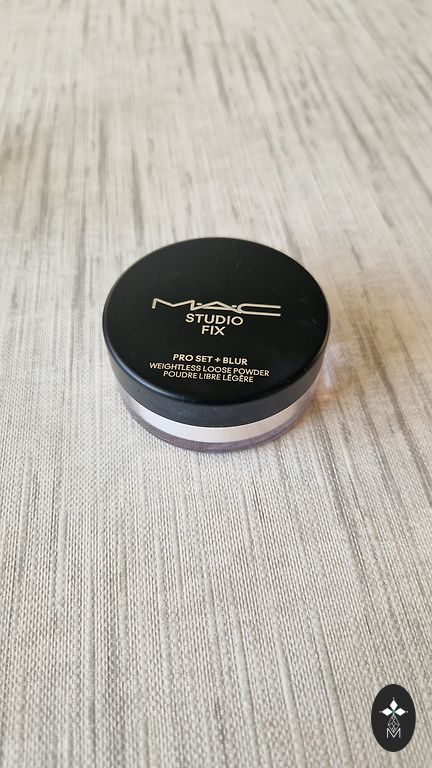 M·A·C
STUDIO
FIX
PRO SET + BLUR
WEIGHTLESS LOOSE POWDER
POUDRE LIBRE LÉGÈRE
M